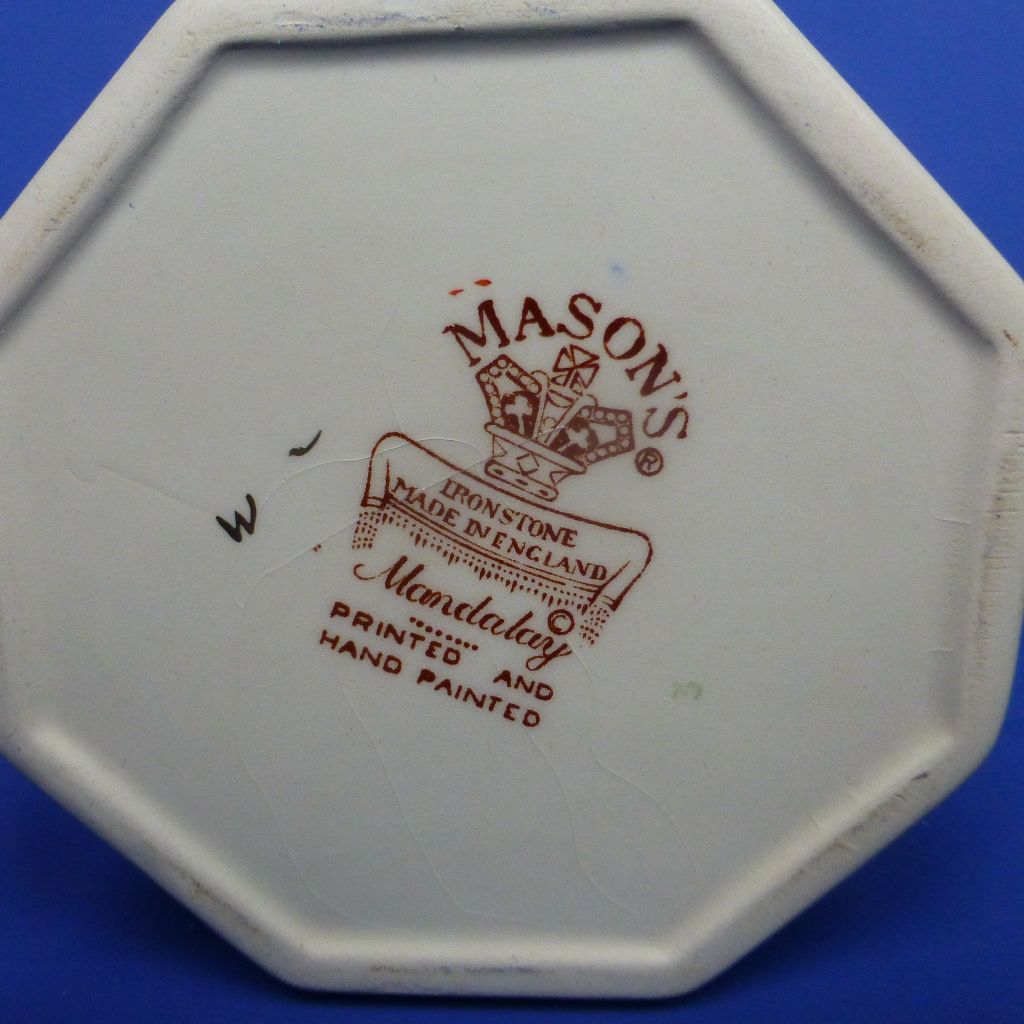 MASON'S
®
IRONSTONE
MADE IN ENGLAND
Mandalay ©
PRINTED AND
HAND PAINTED
W